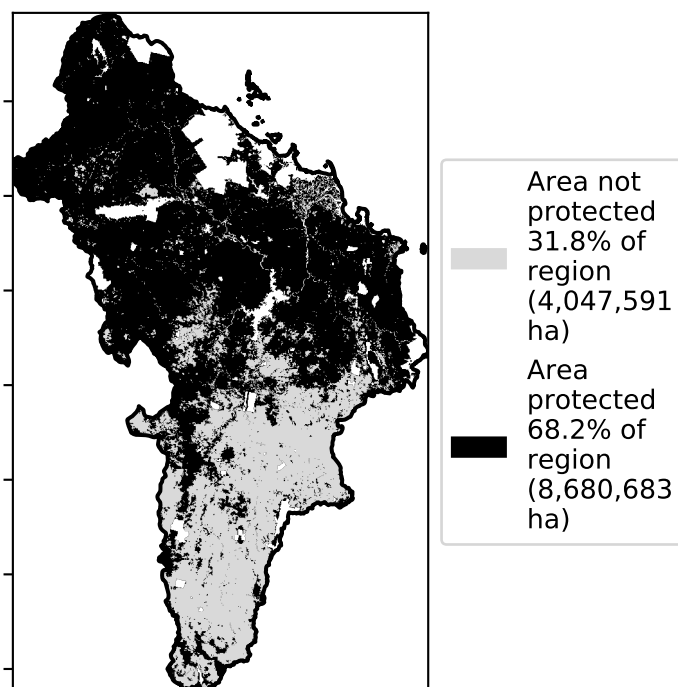 Area not
protected
31.8% of
region
(4,047,591
ha)
Area
protected
68.2% of
region
(8,680,683
ha)